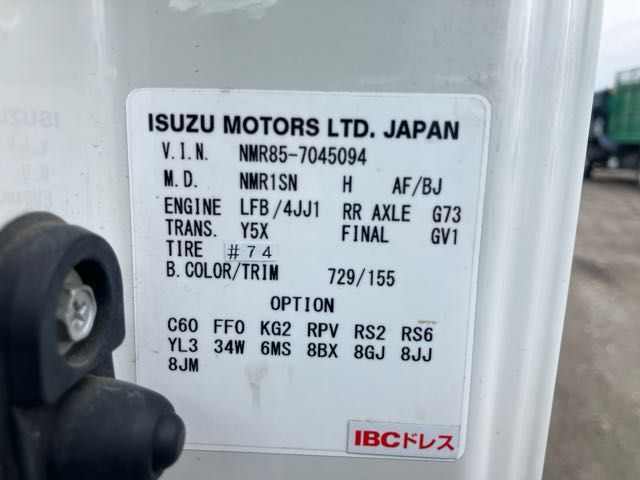 ISUZU MOTORS LTD. JAPAN
V.I.N. NMR85-7045094
M.D. NMR1SN H AF/BJ
ENGINE LFB/4JJ1 RR AXLE G73
TRANS. Y5X FINAL GV1
TIRE #74
B.COLOR/TRIM 729/155
OPTION
C60 FF0 KG2 RPV RS2 RS6
YL3 34W 6MS 8BX 8GJ 8JJ
8JM
IBCドレス